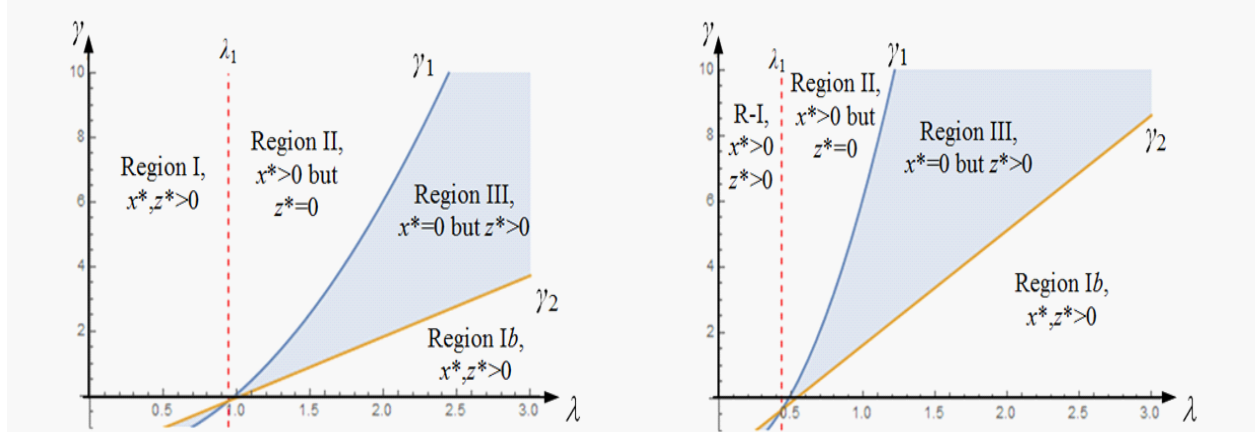 γ
λ₁
γ₁
10
8
6
4
2
Region I,
x*,z*>0
Region II,
x*>0 but
z*=0
Region III,
x*=0 but z*>0
γ₂
Region Ib,
x*,z*>0
0.5
1.0
1.5
2.0
2.5
3.0
λ
γ
λ₁
γ₁
10
8
6
4
2
R-I,
x*>0
z*>0
Region II,
x*>0 but
z*=0
Region III,
x*=0 but z*>0
γ₂
Region Ib,
x*,z*>0
0.5
1.0
1.5
2.0
2.5
3.0
λ